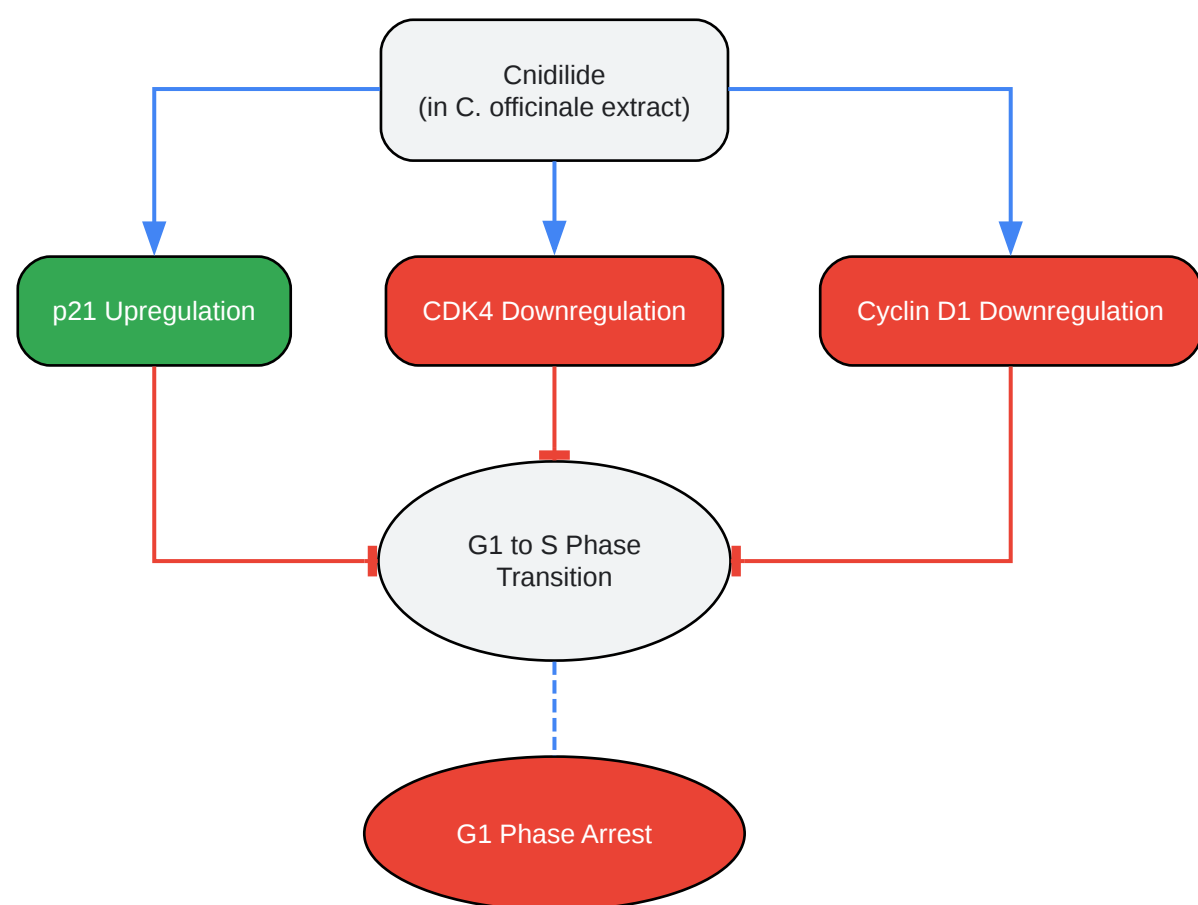 Cnidilide
(in C. officinale extract)
p21 Upregulation
CDK4 Downregulation
Cyclin D1 Downregulation
G1 to S Phase
Transition
G1 Phase Arrest